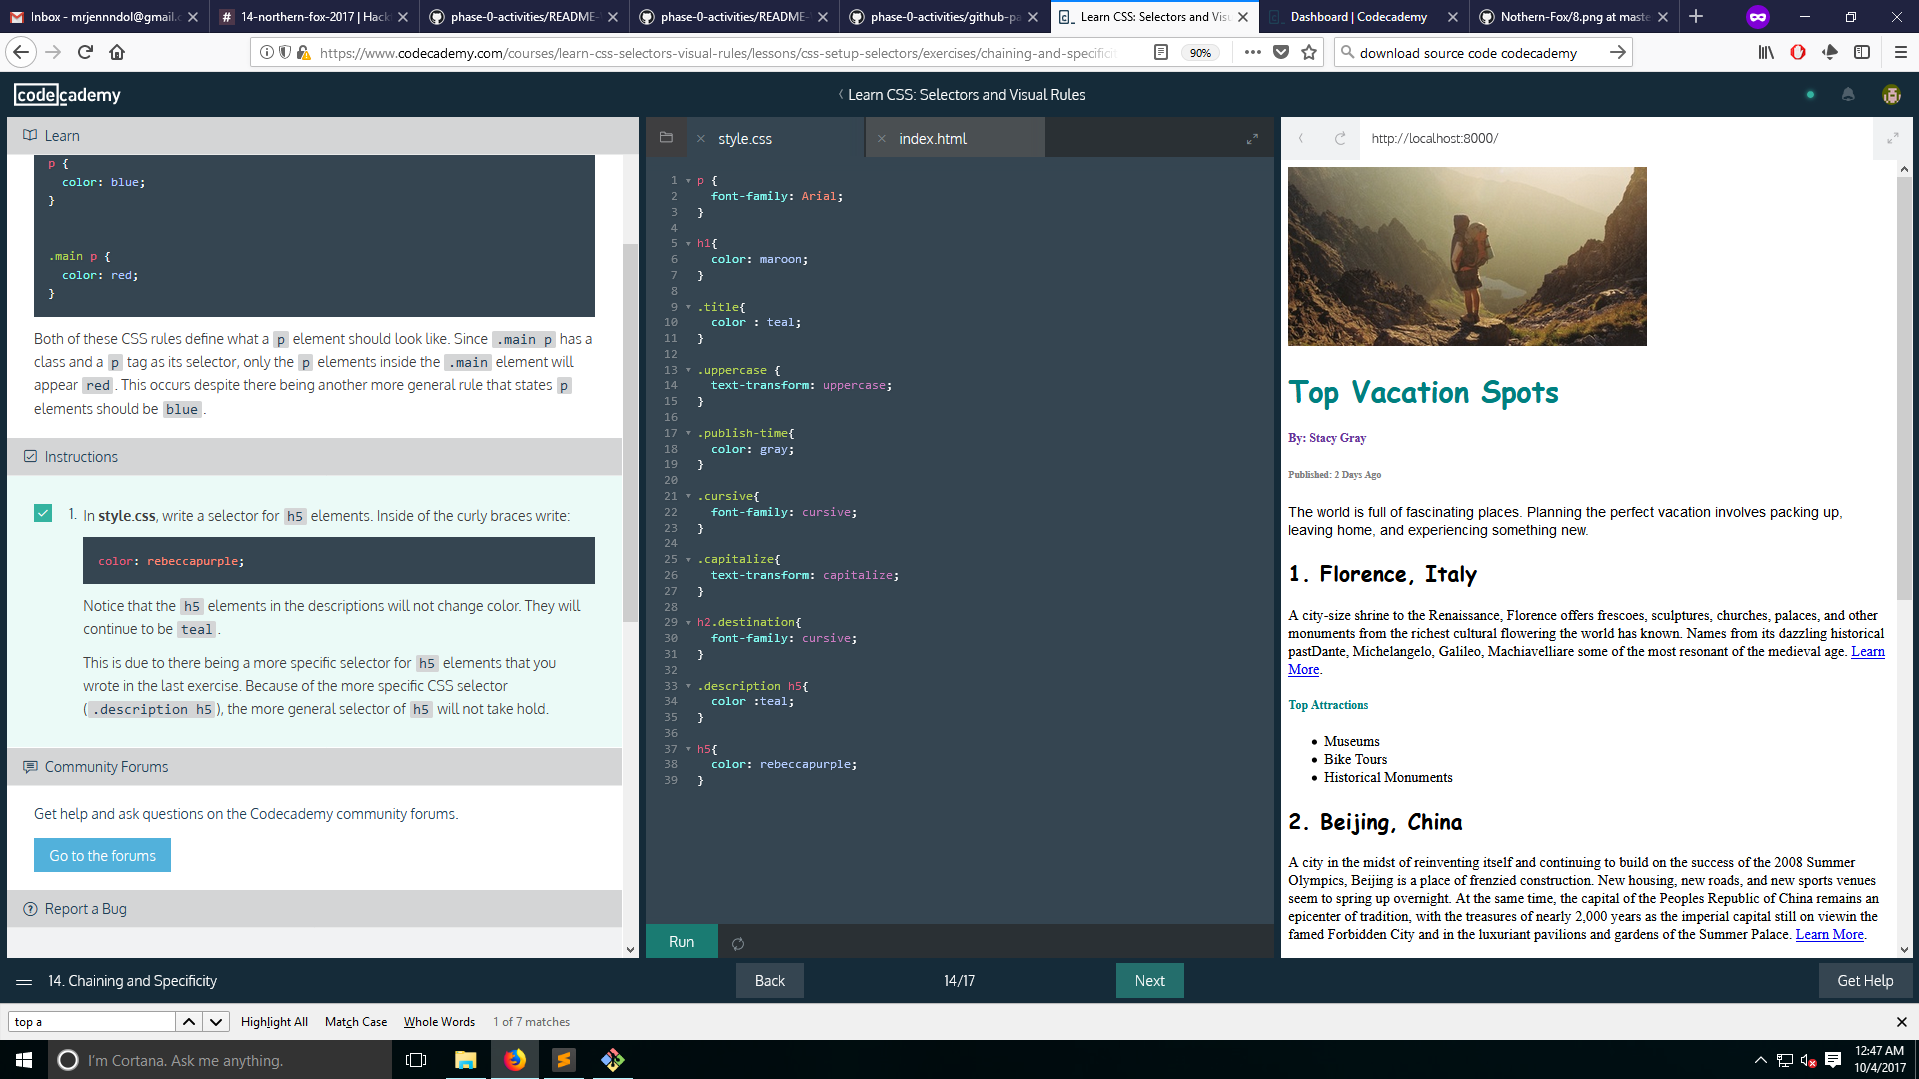 Inbox - mrjennndol@gmail.c
14-northern-fox-2017 | Hack
phase-0-activities/README-
phase-0-activities/README-
phase-0-activities/github-pa
Learn CSS: Selectors and Visu
Dashboard | Codecademy
Nothern-Fox/8.png at maste
https://www.codecademy.com/courses/learn-css-selectors-visual-rules/lessons/css-setup-selectors/exercises/chaining-and-specificit
90%
download source code codecademy
codecademy
Learn CSS: Selectors and Visual Rules
Learn
p {
color: blue;
}
.main p {
color: red;
}
Both of these CSS rules define what a p element should look like. Since .main p has a
class and a p tag as its selector, only the p elements inside the .main element will
appear red . This occurs despite there being another more general rule that states p
elements should be blue .
Instructions
1. In style.css, write a selector for h5 elements. Inside of the curly braces write:
color: rebeccapurple;
Notice that the h5 elements in the descriptions will not change color. They will
continue to be teal .
This is due to there being a more specific selector for h5 elements that you
wrote in the last exercise. Because of the more specific CSS selector
( .description h5 ), the more general selector of h5 will not take hold.
Community Forums
Get help and ask questions on the Codecademy community forums.
Go to the forums
Report a Bug
style.css
index.html
1 p {
2 font-family: Arial;
3 }
4
5 h1{
6 color: maroon;
7 }
8
9 .title{
10 color : teal;
11 }
12
13 .uppercase {
14 text-transform: uppercase;
15 }
16
17 .publish-time{
18 color: gray;
19 }
20
21 .cursive{
22 font-family: cursive;
23 }
24
25 .capitalize{
26 text-transform: capitalize;
27 }
28
29 h2.destination{
30 font-family: cursive;
31 }
32
33 .description h5{
34 color :teal;
35 }
36
37 h5{
38 color: rebeccapurple;
39 }
Run
http://localhost:8000/
Top Vacation Spots
By: Stacy Gray
Published: 2 Days Ago
The world is full of fascinating places. Planning the perfect vacation involves packing up,
leaving home, and experiencing something new.
1. Florence, Italy
A city-size shrine to the Renaissance, Florence offers frescoes, sculptures, churches, palaces, and other
monuments from the richest cultural flowering the world has known. Names from its dazzling historical
pastDante, Michelangelo, Galileo, Machiavelliare some of the most resonant of the medieval age. Learn
More.
Top Attractions
Museums
Bike Tours
Historical Monuments
2. Beijing, China
A city in the midst of reinventing itself and continuing to build on the success of the 2008 Summer
Olympics, Beijing is a place of frenzied construction. New housing, new roads, and new sports venues
seem to spring up overnight. At the same time, the capital of the Peoples Republic of China remains an
epicenter of tradition, with the treasures of nearly 2,000 years as the imperial capital still on viewin the
famed Forbidden City and in the luxuriant pavilions and gardens of the Summer Palace. Learn More.
14. Chaining and Specificity
Back
14/17
Next
Get Help
top a
Highlight All
Match Case
Whole Words
1 of 7 matches
I'm Cortana. Ask me anything.
12:47 AM
10/4/2017